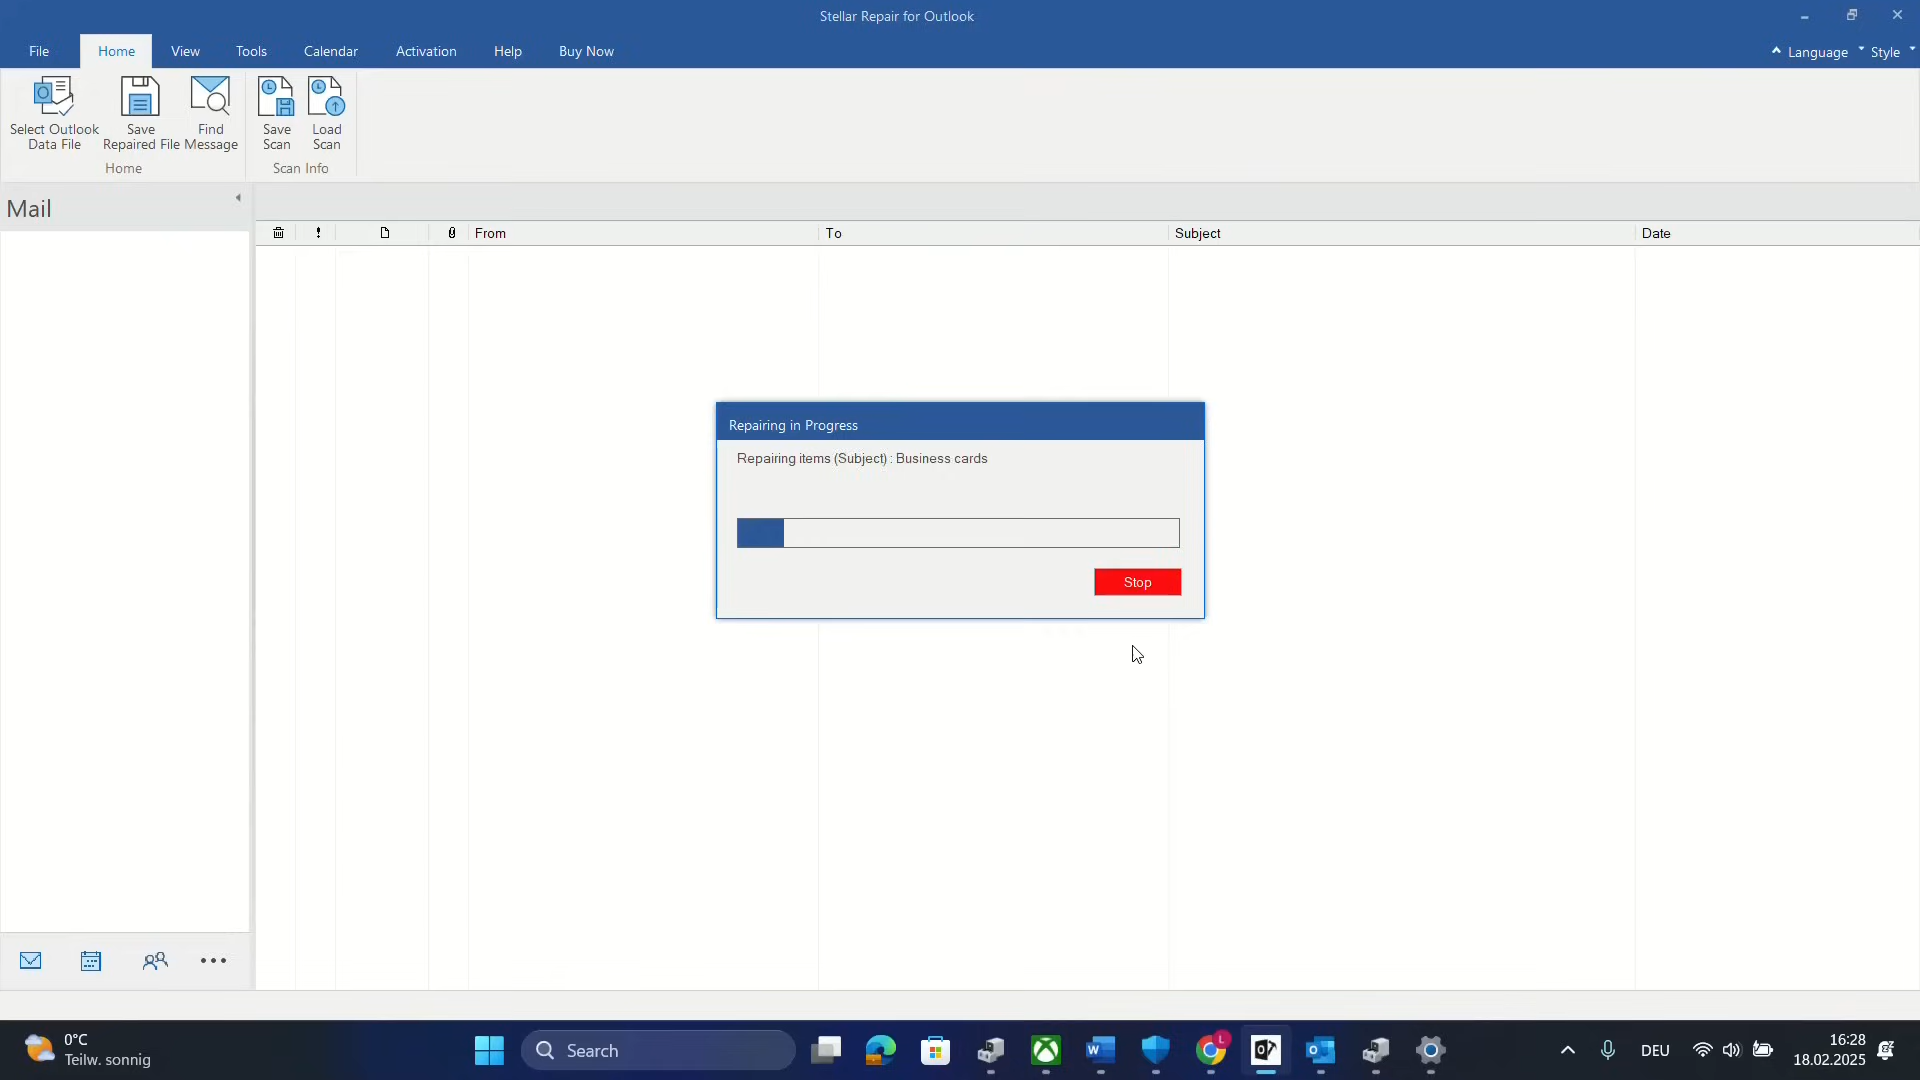 Stellar Repair for Outlook
File Home View Tools Calendar Activation Help Buy Now Language Style
Select Outlook Data File
Save Repaired File
Find Message
Save Scan
Load Scan
Home Scan Info
Mail
From To Subject Date
Repairing in Progress
Repairing items (Subject) : Business cards
Stop
0°C
Teilw. sonnig
Search
DEU
16:28
18.02.2025